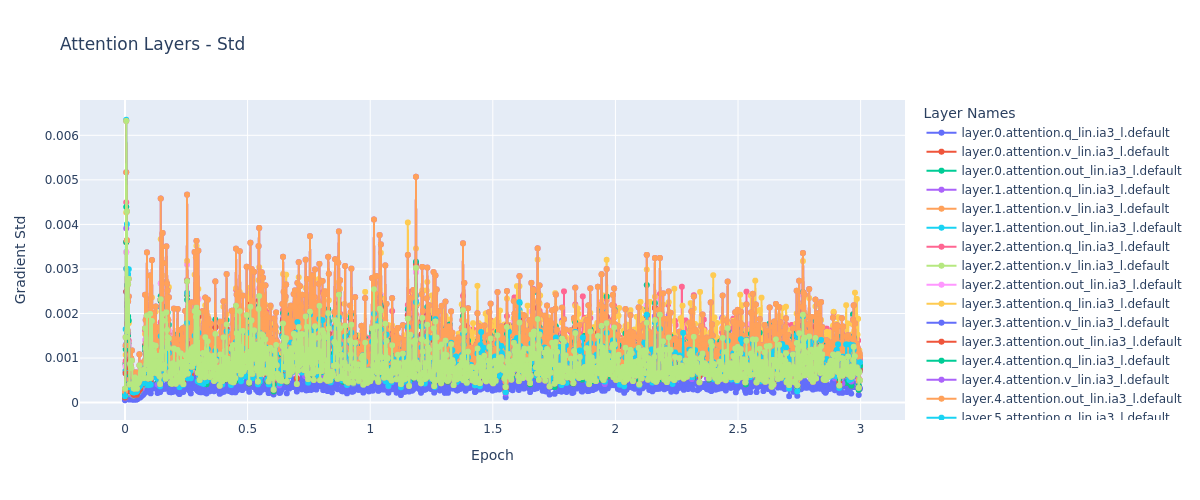 Attention Layers - Std
Gradient Std
0.006
0.005
0.004
0.003
0.002
0.001
0
0
0.5
1
1.5
2
2.5
3
Epoch
Layer Names
layer.0.attention.q_lin.ia3_l.default
layer.0.attention.v_lin.ia3_l.default
layer.0.attention.out_lin.ia3_l.default
layer.1.attention.q_lin.ia3_l.default
layer.1.attention.v_lin.ia3_l.default
layer.1.attention.out_lin.ia3_l.default
layer.2.attention.q_lin.ia3_l.default
layer.2.attention.v_lin.ia3_l.default
layer.2.attention.out_lin.ia3_l.default
layer.3.attention.q_lin.ia3_l.default
layer.3.attention.v_lin.ia3_l.default
layer.3.attention.out_lin.ia3_l.default
layer.4.attention.q_lin.ia3_l.default
layer.4.attention.v_lin.ia3_l.default
layer.4.attention.out_lin.ia3_l.default
layer.5.attention.q_lin.ia3_l.default